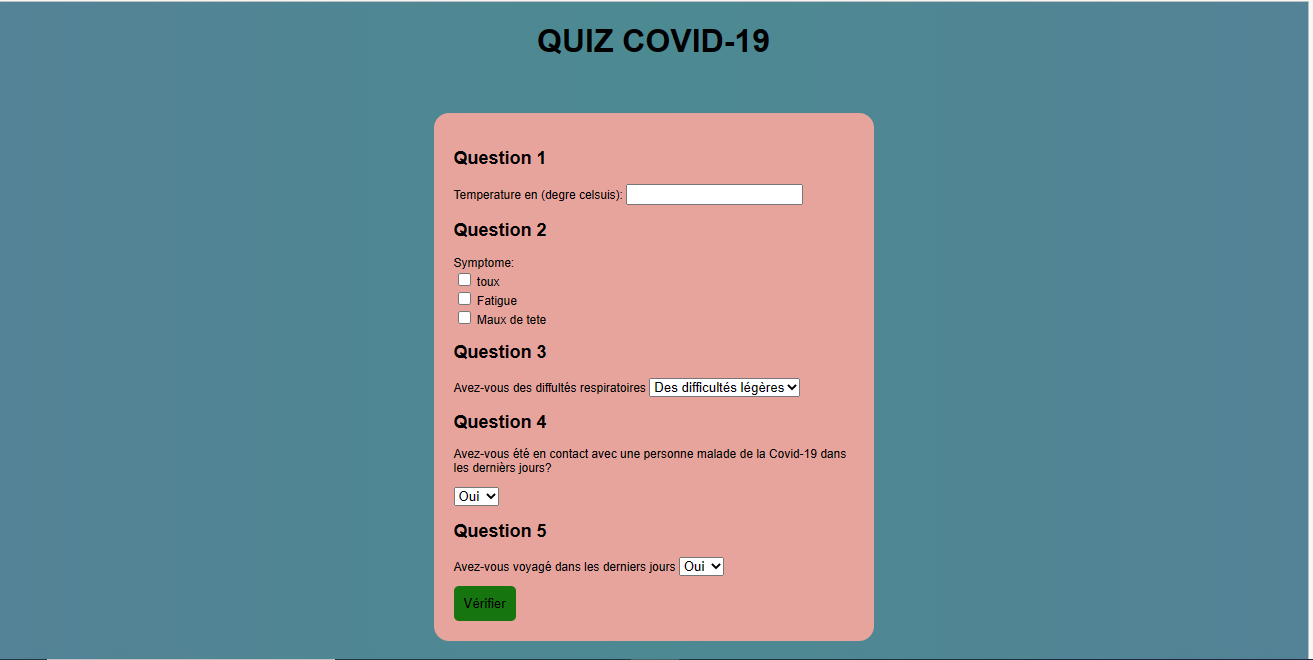 QUIZ COVID-19
Question 1
Temperature en (degre celsuis):
Question 2
Symptome:
toux
Fatigue
Maux de tete
Question 3
Avez-vous des diffultés respiratoires Des difficultés légères
Question 4
Avez-vous été en contact avec une personne malade de la Covid-19 dans
les dernièrs jours?
Oui
Question 5
Avez-vous voyagé dans les derniers jours Oui
Vérifier